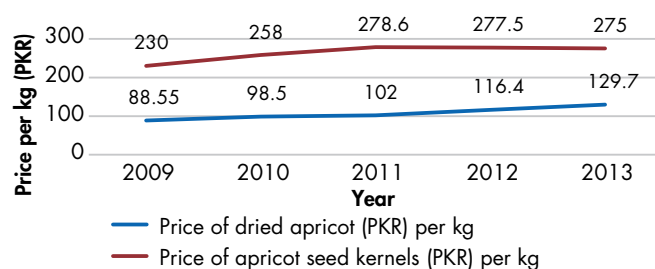 Price per kg (PKR)
300
200
100
0
230 258 278.6 277.5 275
88.55 98.5 102 116.4 129.7
2009 2010 2011 2012 2013
Year
Price of dried apricot (PKR) per kg
Price of apricot seed kernels (PKR) per kg